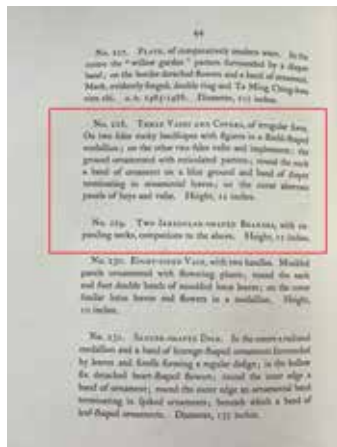 44
No. 227. PLATE, of comparatively modern ware. In the
centre the "willow garden" pattern surrounded by a diaper
band; on the border detached flowers and a band of ornament.
Mark, evidently forged, double ring and Ta Ming Ching-hua
nien chi. A.D. 1465-1488. Diameter, 11½ inches.
No. 228. THREE VASES AND COVERS, of irregular form.
On two sides rocky landscapes with figures in a fluted-shaped
medallion; on the other two sides vases and implements; the
ground ornamented with reticulated pattern; round the neck
a band of ornament on a blue ground and band of diaper
terminating in ornamental leaves; on the cover alternate
panels of boys and vases. Height, 12 inches.
No. 229. TWO -SHAPED BEAKERS, with ex-
panding necks, companions to the above. Height, 11 inches.
No. 230. EIGHT-SIDED VASE, with two handles. Moulded
panels ornamented with flowering plants; round the neck
and foot double bands of moulded lotus leaves; on the cover
similar lotus leaves and flowers in a medallion. Height,
10 inches.
No. 231. SAUCER-SHAPED DISH. In the centre a radiated
medallion and a band of lozenge-shaped ornament surrounded
by leaves and scrolls forming a regular design; in the hollow
six detached heart-shaped flowers; round the inner edge a
band of ornament; round the outer edge an ornamental band
terminating in spiked ornaments; beneath which a band of
leaf-shaped ornaments. Diameter, 13½ inches.